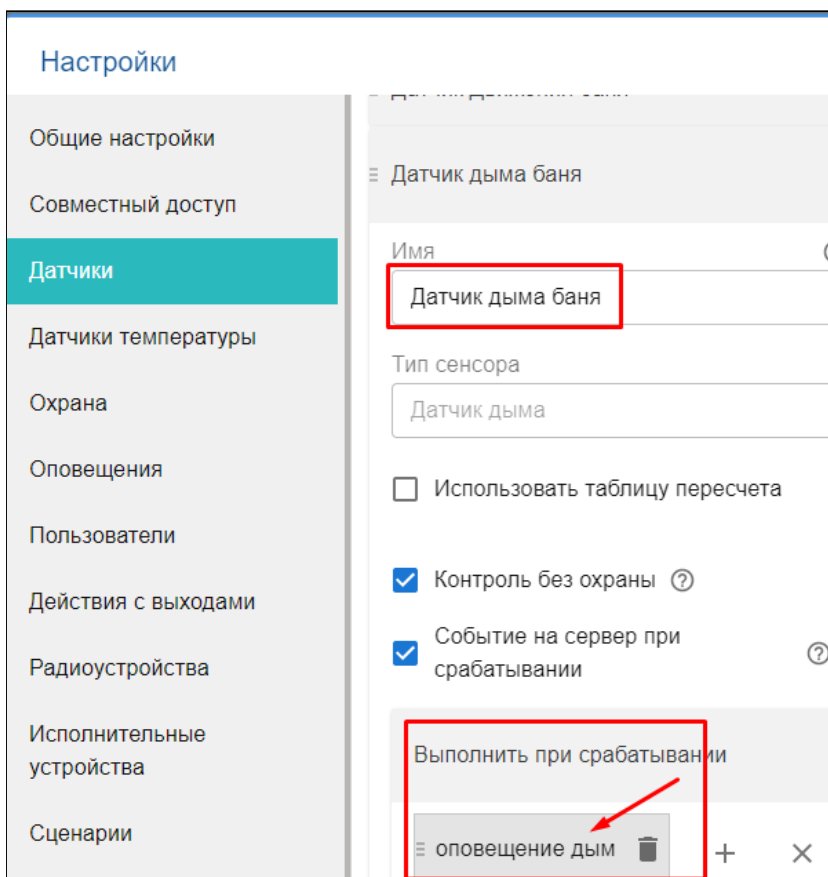 Настройки
Общие настройки
Совместный доступ
Датчики
Датчики температуры
Охрана
Оповещения
Пользователи
Действия с выходами
Радиоустройства
Исполнительные
устройства
Сценарии
Датчик дыма баня
Имя
Датчик дыма баня
Тип сенсора
Датчик дыма
Использовать таблицу пересчета
Контроль без охраны
Событие на сервер при
срабатывании
Выполнить при срабатывании
оповещение дым